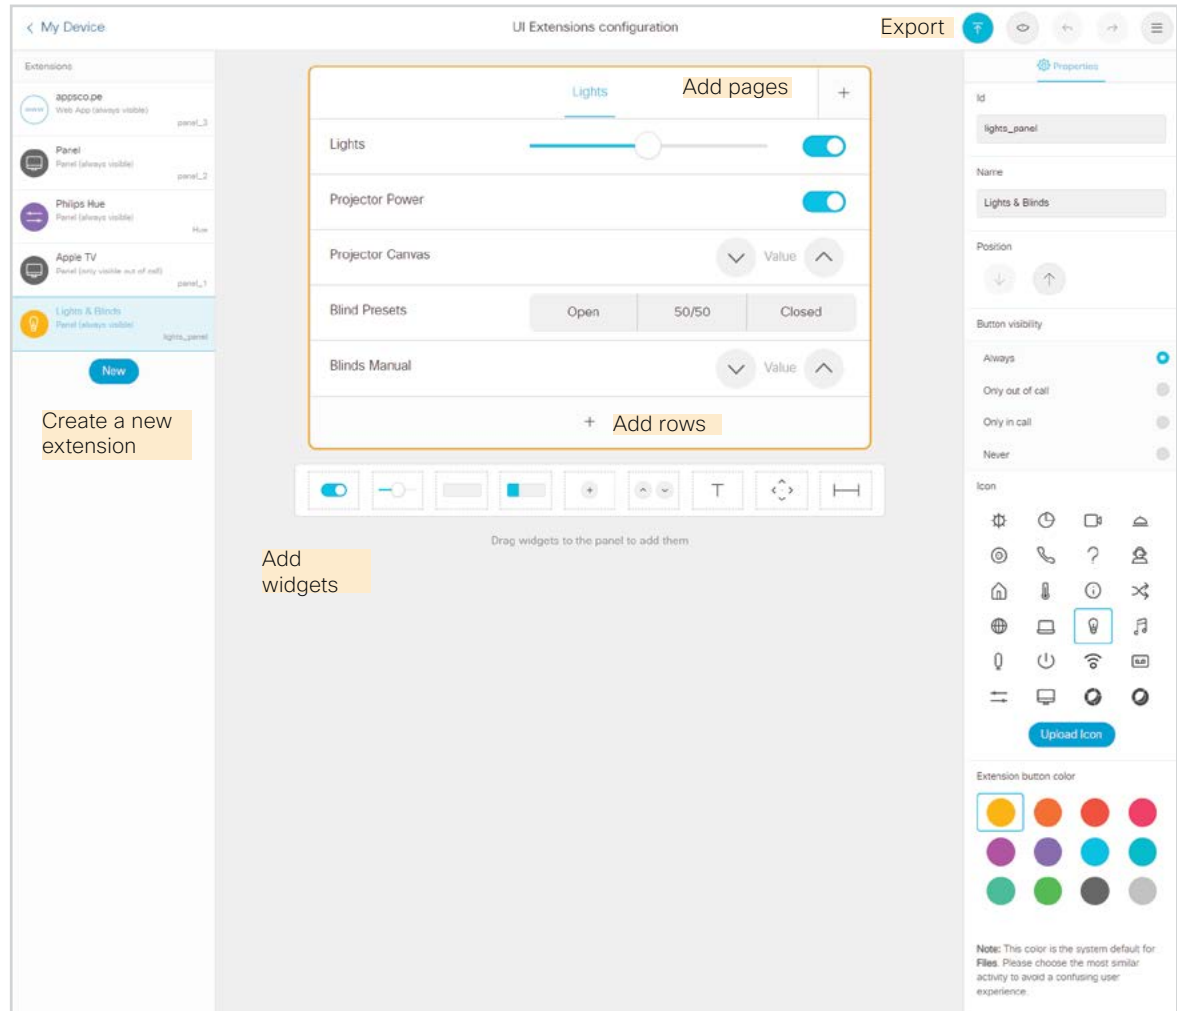 My Device
UI Extensions configuration
Export
Extensions
appsco.pe
Web App (always visible)
panel_3
Panel
Panel (always visible)
panel_2
Philips Hue
Panel (always visible)
Hue
Apple TV
Panel (only visible out of call)
panel_1
Lights & Blinds
Panel (always visible)
lights_panel
New
Create a new
extension
Lights
Add pages
+
Lights
Projector Power
Projector Canvas
Value
Blind Presets
Open
50/50
Closed
Blinds Manual
Value
+
Add rows
T
Drag widgets to the panel to add them
Add
widgets
Properties
Id
lights_panel
Name
Lights & Blinds
Position
Button visibility
Always
Only out of call
Only in call
Never
Icon
Upload Icon
Extension button color
Note: This color is the system default for
Files. Please choose the most similar
activity to avoid a confusing user
experience.